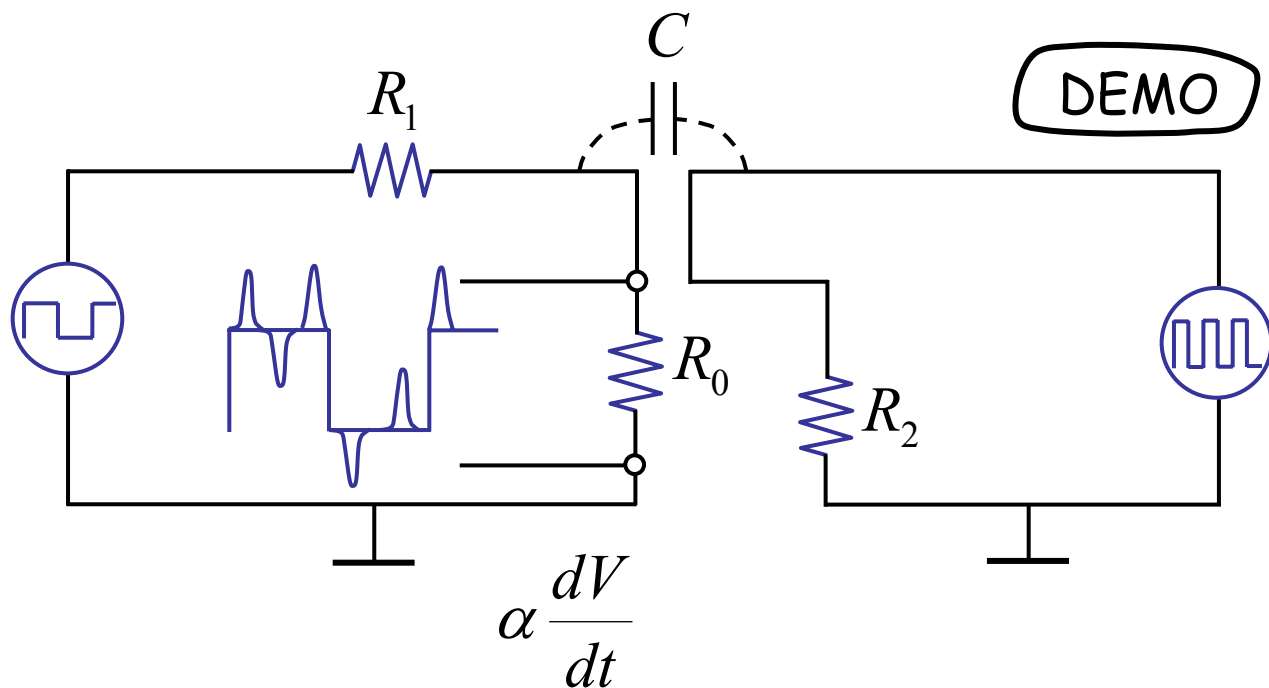 C
DEMO
R₁
R₀
R₂
α dV/dt